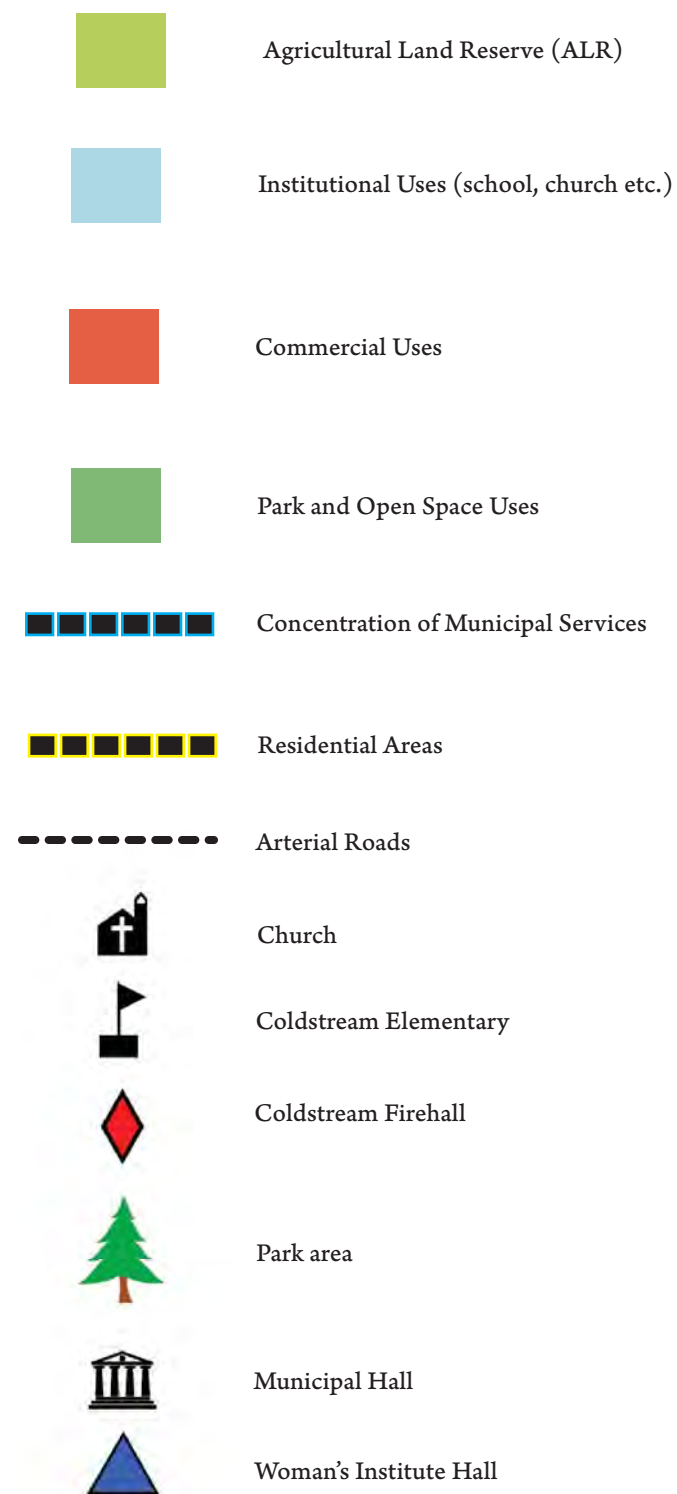 Agricultural Land Reserve (ALR)
Institutional Uses (school, church etc.)
Commercial Uses
Park and Open Space Uses
Concentration of Municipal Services
Residential Areas
Arterial Roads
Church
Coldstream Elementary
Coldstream Firehall
Park area
Municipal Hall
Woman's Institute Hall